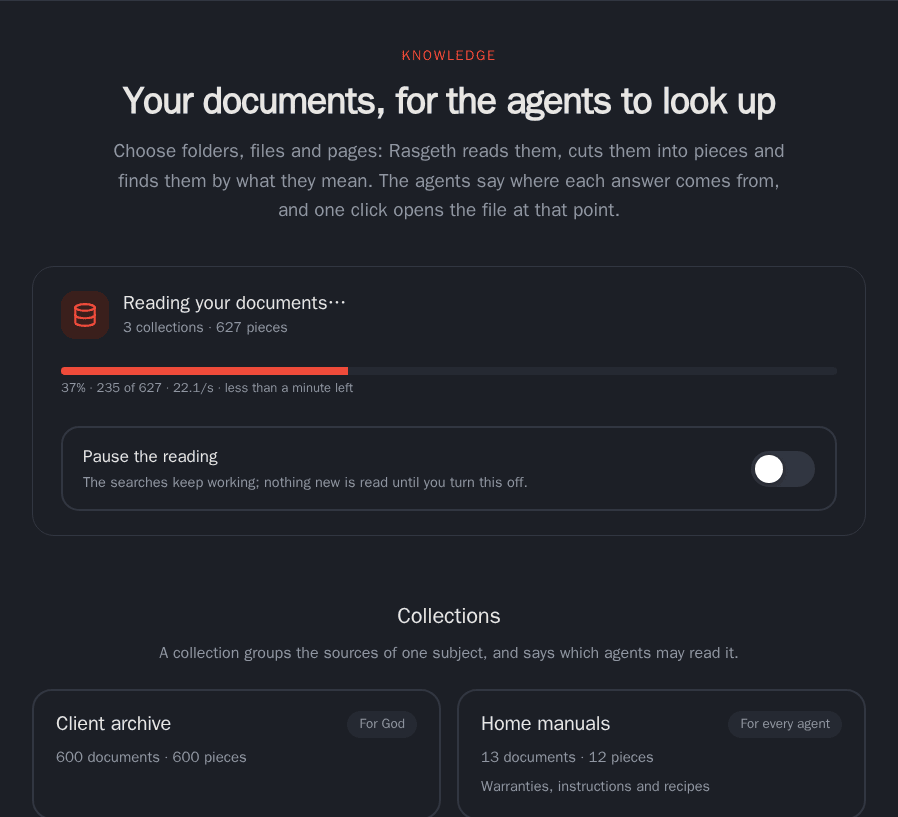 KNOWLEDGE
Your documents, for the agents to look up
Choose folders, files and pages: Rasgeth reads them, cuts them into pieces and
finds them by what they mean. The agents say where each answer comes from,
and one click opens the file at that point.
Reading your documents···
3 collections · 627 pieces
37% · 235 of 627 · 22.1/s · less than a minute left
Pause the reading
The searches keep working; nothing new is read until you turn this off.
Collections
A collection groups the sources of one subject, and says which agents may read it.
Client archive
For God
600 documents · 600 pieces
Home manuals
For every agent
13 documents · 12 pieces
Warranties, instructions and recipes